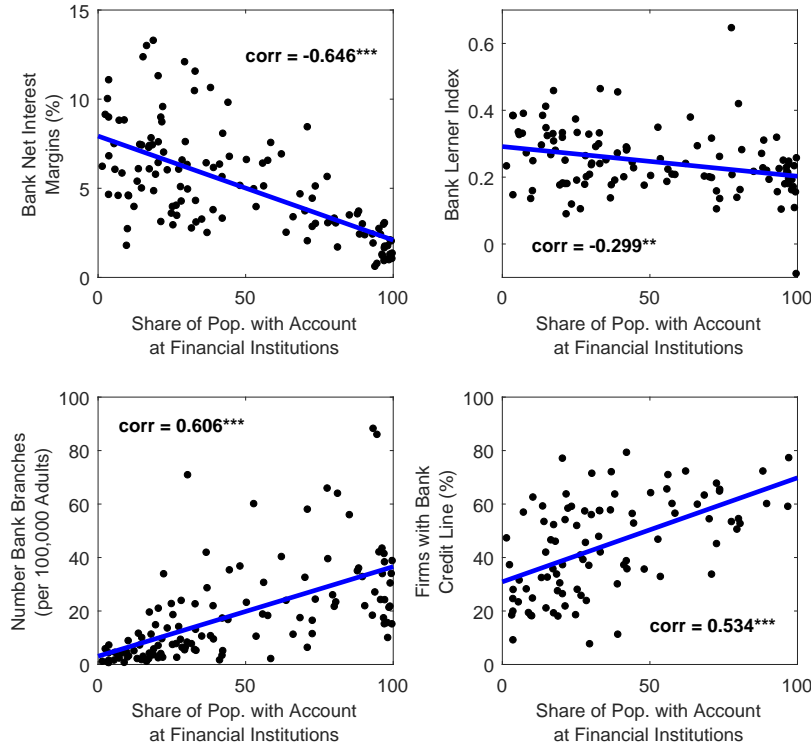 15
10
5
0
Bank Net Interest
Margins (%)
corr = -0.646***
0 50 100
Share of Pop. with Account
at Financial Institutions
0.6
0.4
0.2
0
Bank Lerner Index
corr = -0.299**
0 50 100
Share of Pop. with Account
at Financial Institutions
100
80
60
40
20
0
Number Bank Branches
(per 100,000 Adults)
corr = 0.606***
0 50 100
Share of Pop. with Account
at Financial Institutions
100
80
60
40
20
0
Firms with Bank
Credit Line (%)
corr = 0.534***
0 50 100
Share of Pop. with Account
at Financial Institutions